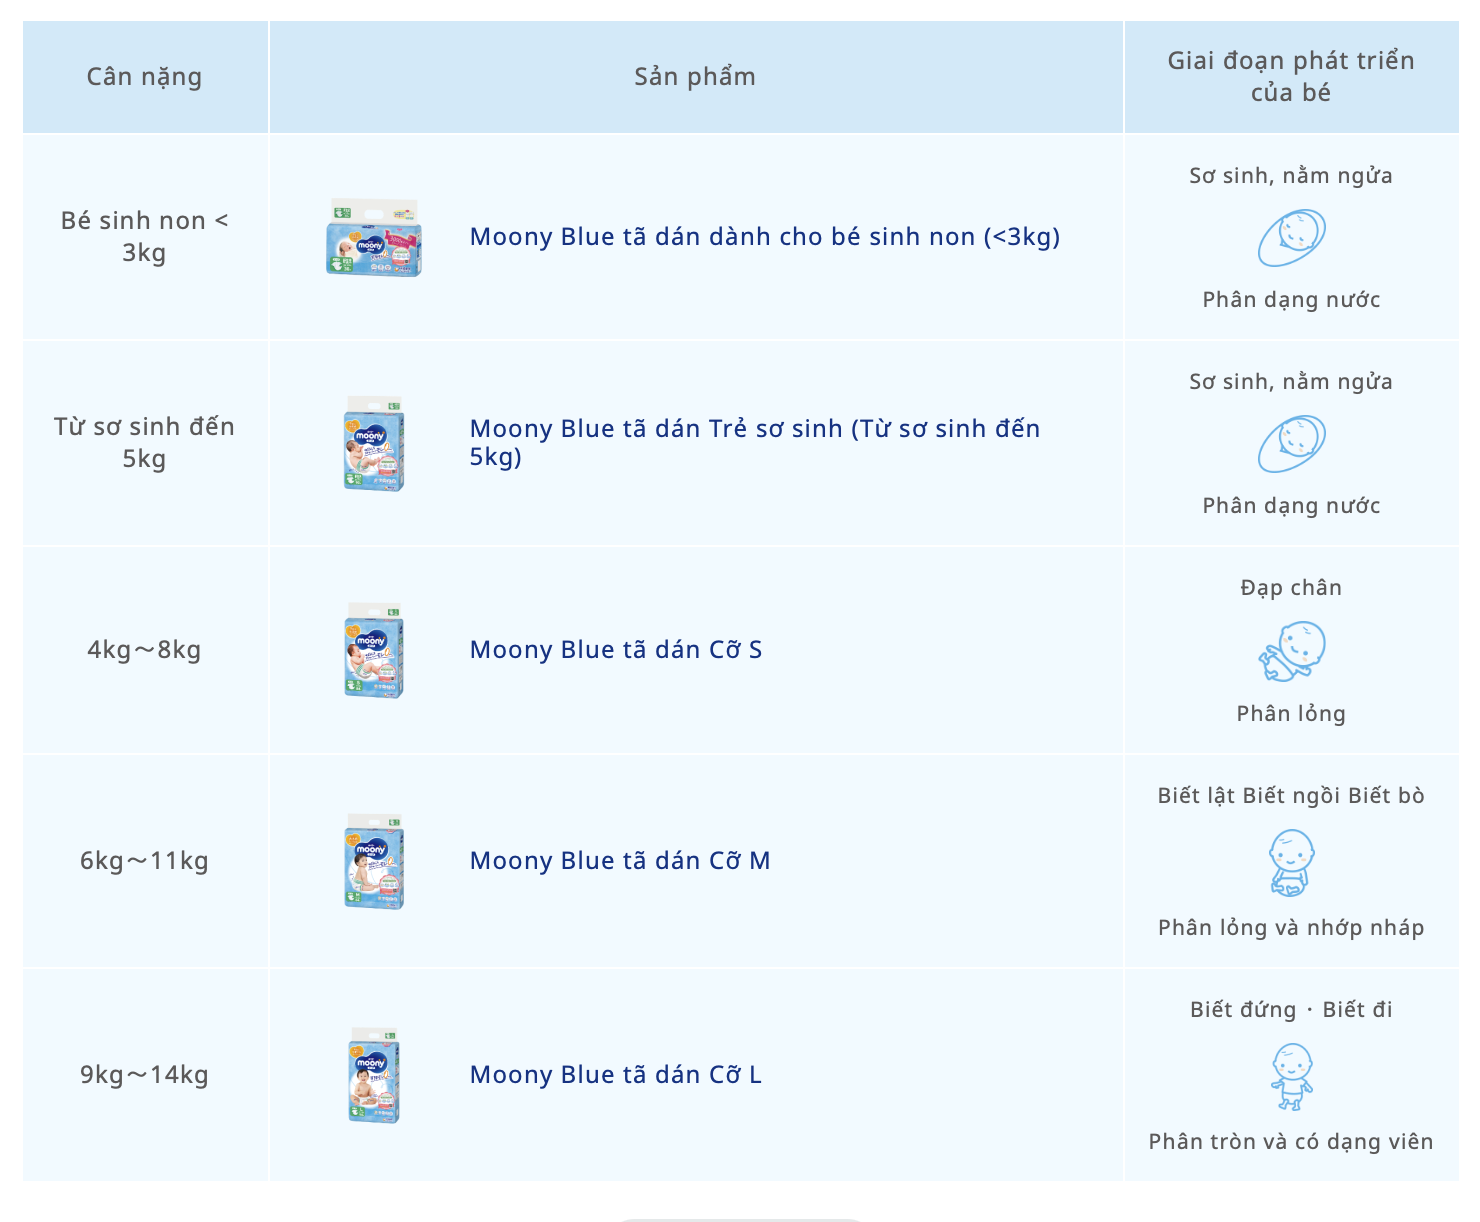 Cân nặng
Sản phẩm
Giai đoạn phát triển
của bé
Bé sinh non <
3kg
moony
Moony Blue tã dán dành cho bé sinh non (<3kg)
Sơ sinh, nằm ngửa
Phân dạng nước
Từ sơ sinh đến
5kg
moony
Moony Blue tã dán Trẻ sơ sinh (Từ sơ sinh đến
5kg)
Sơ sinh, nằm ngửa
Phân dạng nước
4kg～8kg
moony
Moony Blue tã dán Cỡ S
Đạp chân
Phân lỏng
6kg～11kg
moony
Moony Blue tã dán Cỡ M
Biết lật Biết ngồi Biết bò
Phân lỏng và nhớp nháp
9kg～14kg
moony
Moony Blue tã dán Cỡ L
Biết đứng・Biết đi
Phân tròn và có dạng viên